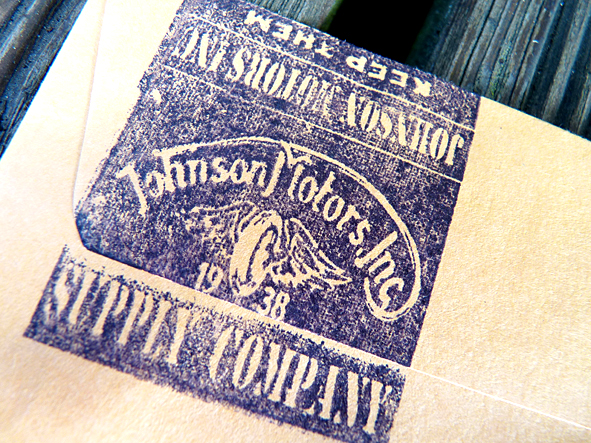 KEEP THEM
JOHNSON MOTORS INC
Johnson Motors, Inc
19 38
SUPPLY COMPANY